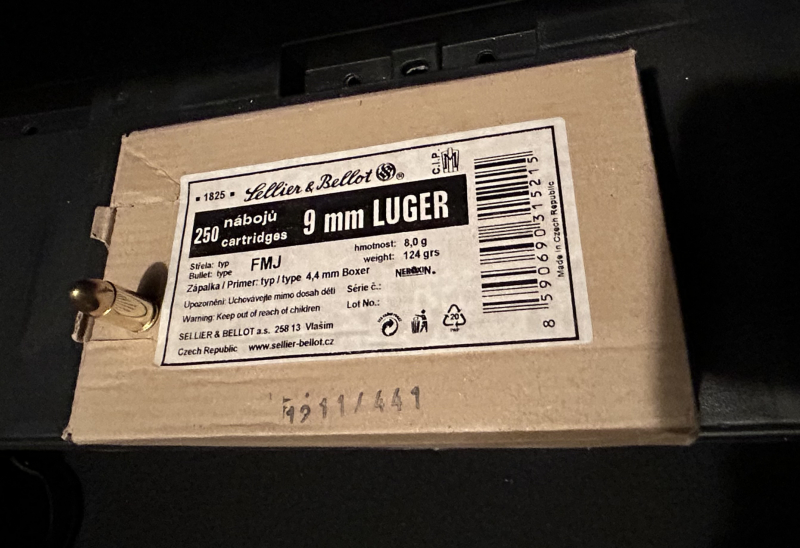 1825 Sellier & Bellot ®
C.I.P.
250 nábojů cartridges 9 mm LUGER
Střela: typ
Bullet: type FMJ
hmotnost: 8,0 g
weight: 124 grs
Zápalka / Primer: typ / type 4,4 mm Boxer
NEROXIN®
Upozornění: Uchovávejte mimo dosah dětí
Série č.:
Warning: Keep out of reach of children
Lot No.:
SELLIER & BELLOT a.s. 258 13 Vlašim
Czech Republic www.sellier-bellot.cz
20
PAP
8 590690 315215
Made in Czech Republic
1211/441